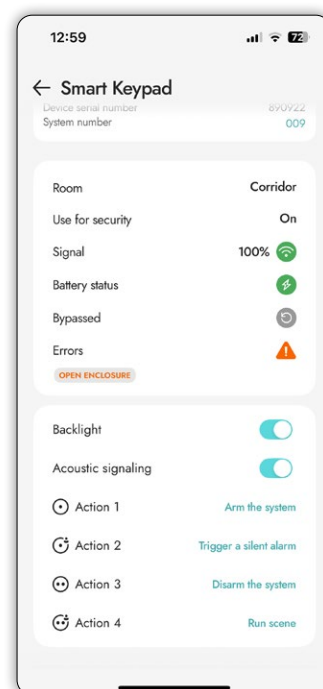 12:59
72
Smart Keypad
Device serial number 890922
System number 009
Room Corridor
Use for security On
Signal 100%
Battery status
Bypassed
Errors
OPEN ENCLOSURE
Backlight
Acoustic signaling
Action 1 Arm the system
Action 2 Trigger a silent alarm
Action 3 Disarm the system
Action 4 Run scene